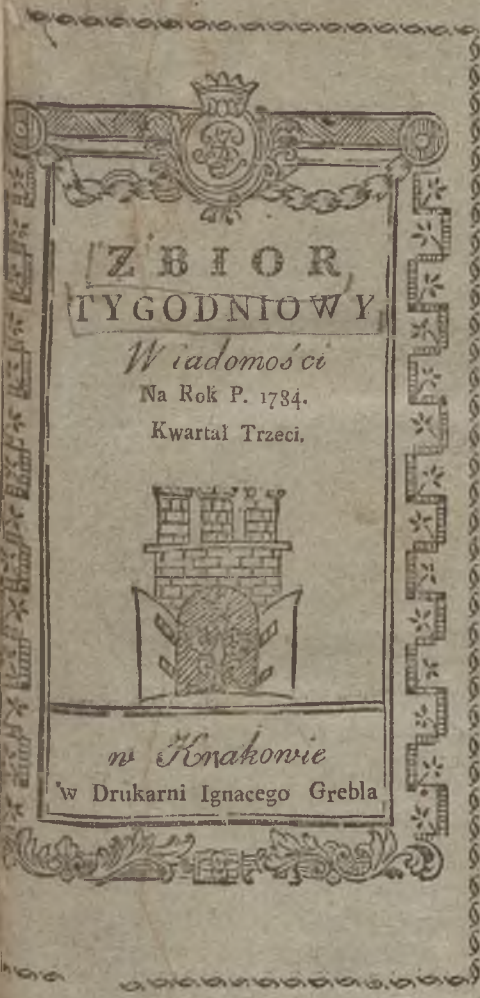 ZBIOR
TYGODNIOWY
Wiadomości
Na Rok P. 1784.
Kwartał Trzeci.
w Krakowie
w Drukarni Ignacego Grebla